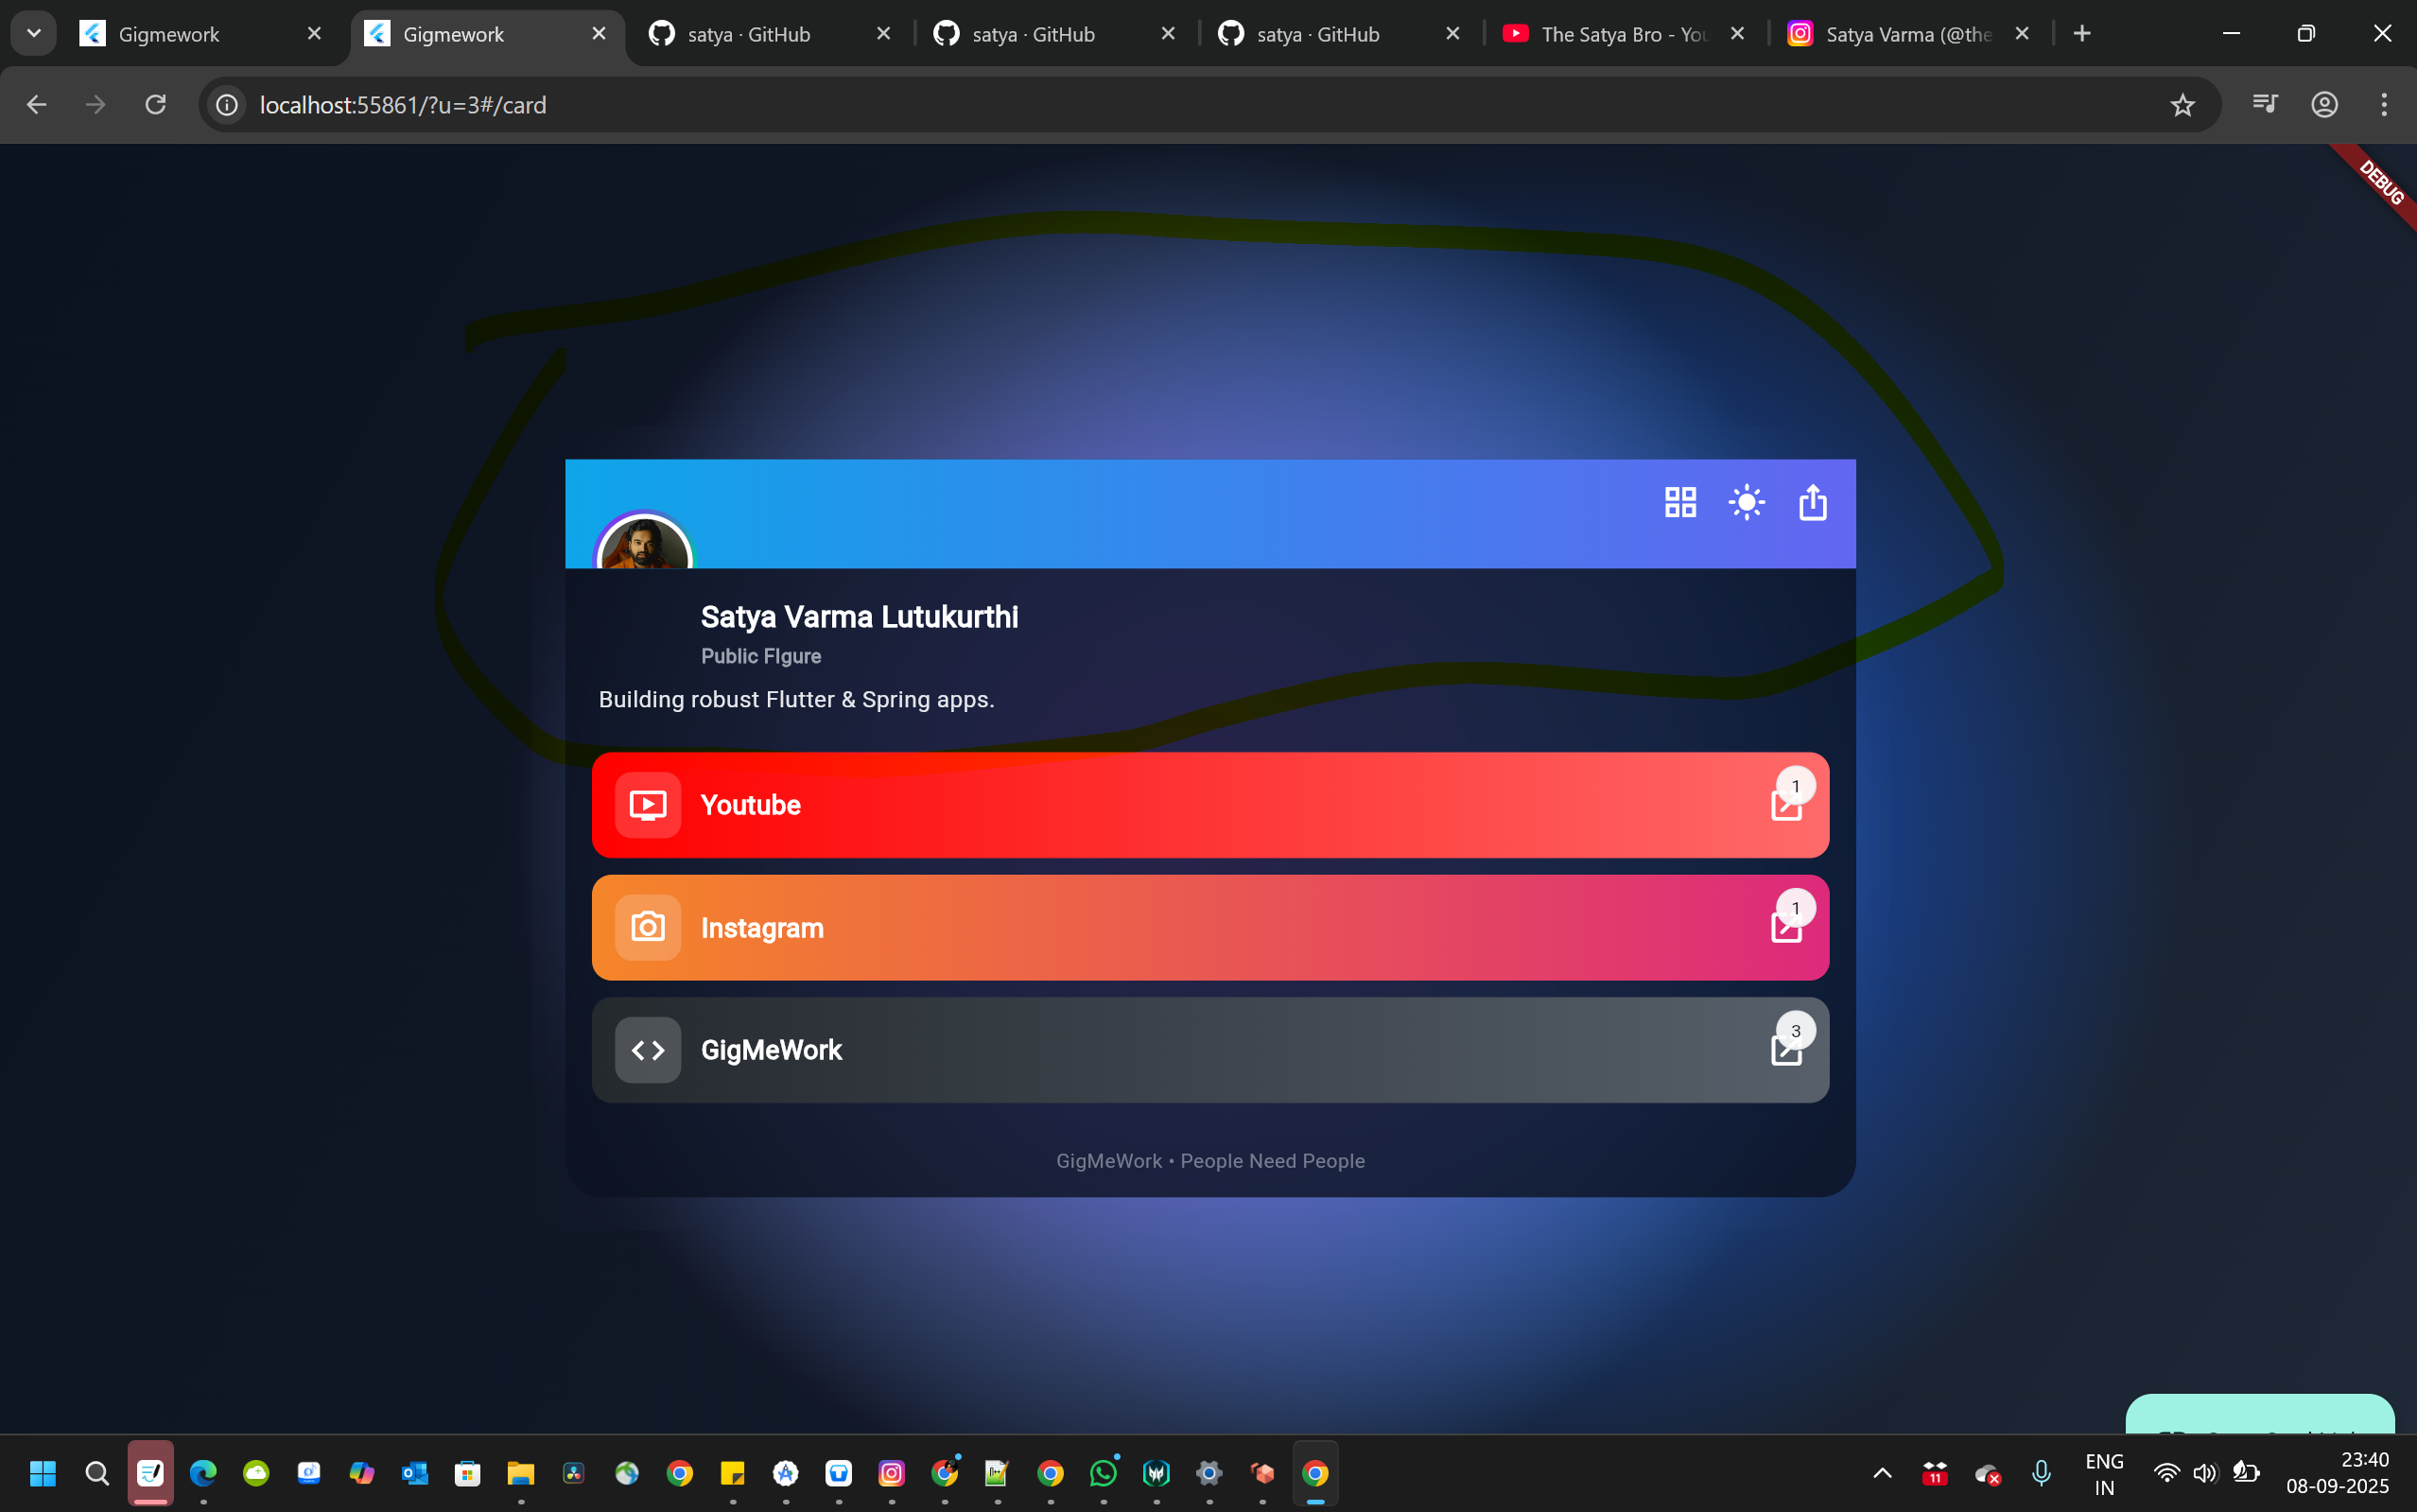 Gigmework
Gigmework
satya · GitHub
satya · GitHub
satya · GitHub
The Satya Bro - You
Satya Varma (@the
localhost:55861/?u=3#/card
DEBUG
Satya Varma Lutukurthi
Public FIgure
Building robust Flutter & Spring apps.
Youtube
1
Instagram
1
GigMeWork
3
GigMeWork • People Need People
11
ENG
IN
23:40
08-09-2025